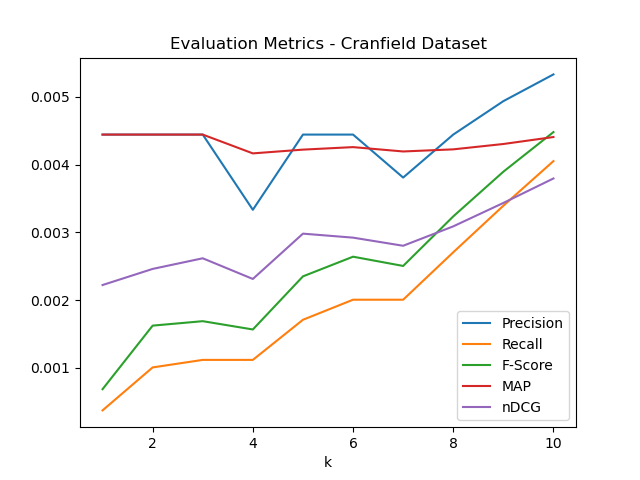 Evaluation Metrics - Cranfield Dataset
0.005
0.004
0.003
0.002
0.001
2
4
6
8
10
k
Precision
Recall
F-Score
MAP
nDCG